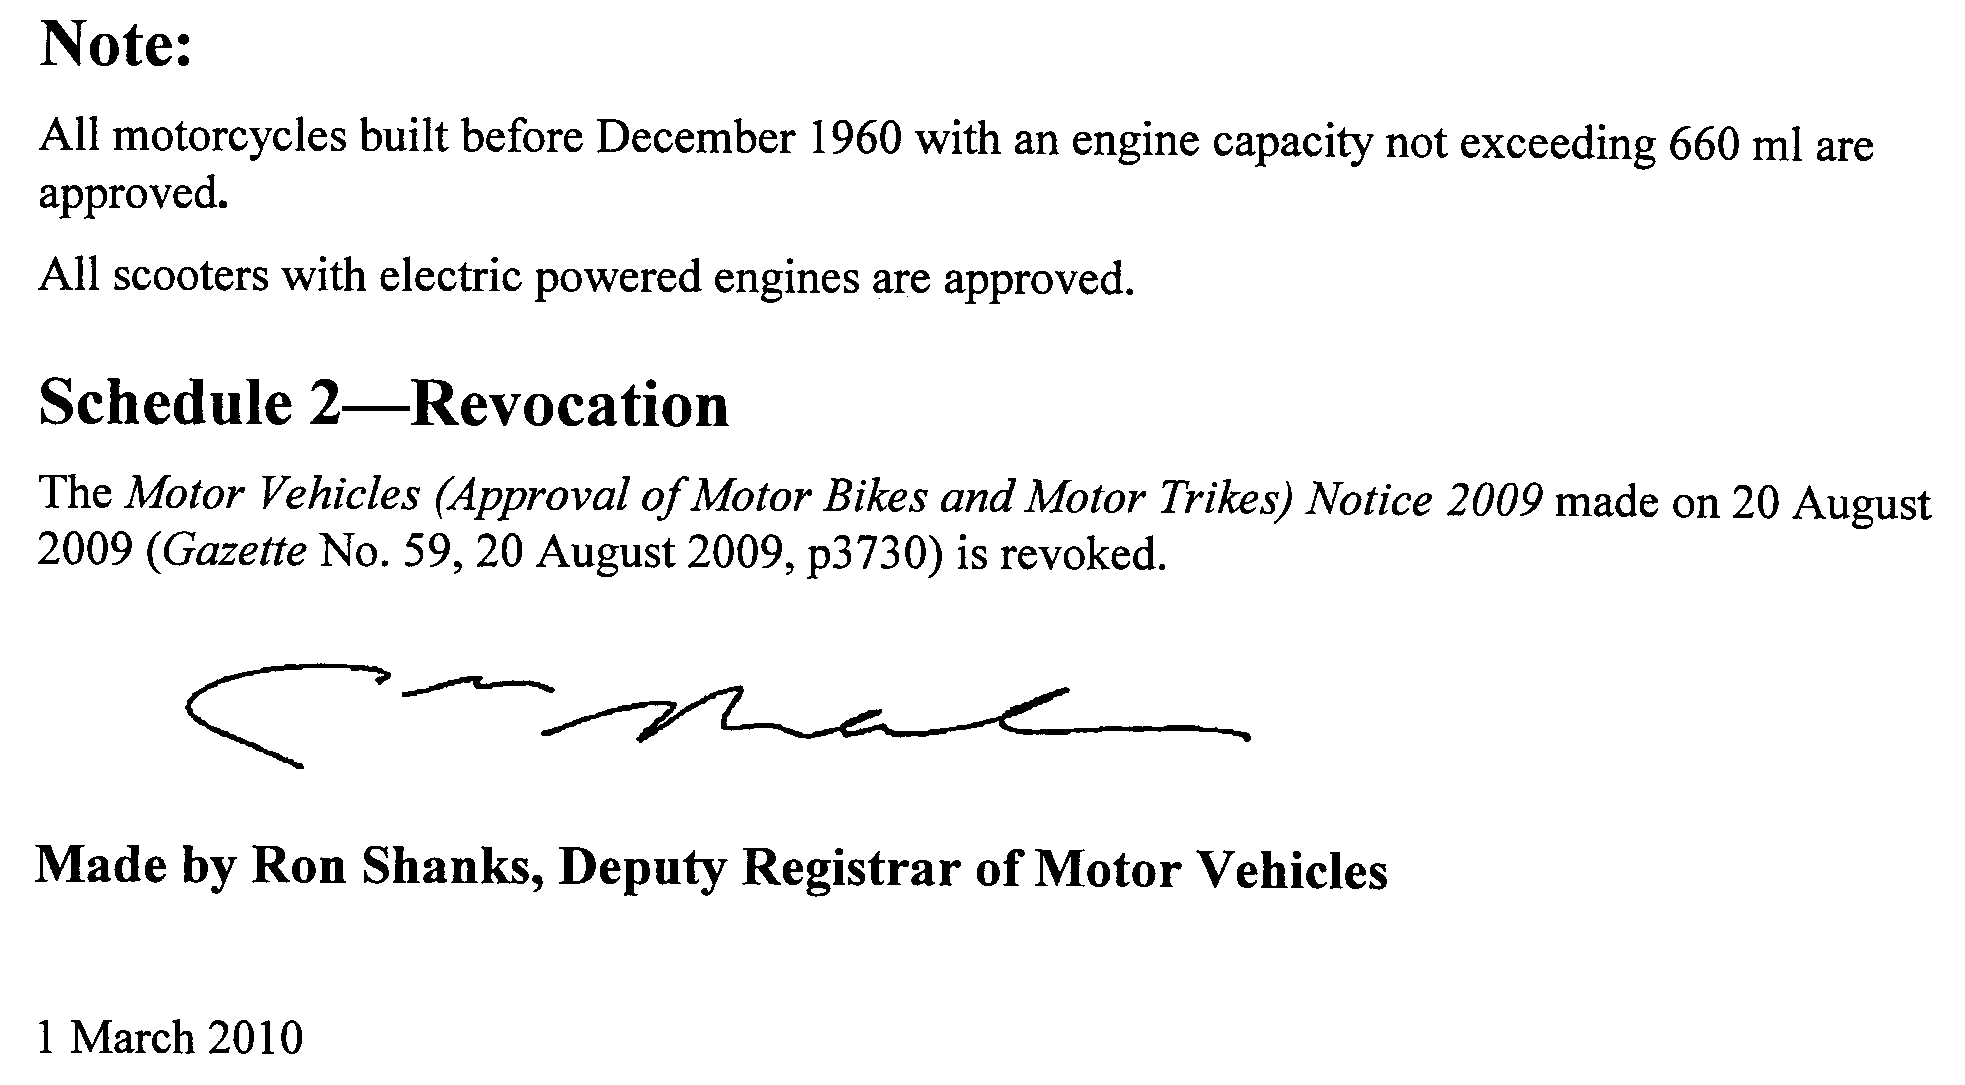 Note:
All motorcycles built before December 1960 with an engine capacity not exceeding 660 ml are
approved.
All scooters with electric powered engines are approved.
Schedule 2—Revocation
The Motor Vehicles (Approval of Motor Bikes and Motor Trikes) Notice 2009 made on 20 August
2009 (Gazette No. 59, 20 August 2009, p3730) is revoked.
Made by Ron Shanks, Deputy Registrar of Motor Vehicles
1 March 2010